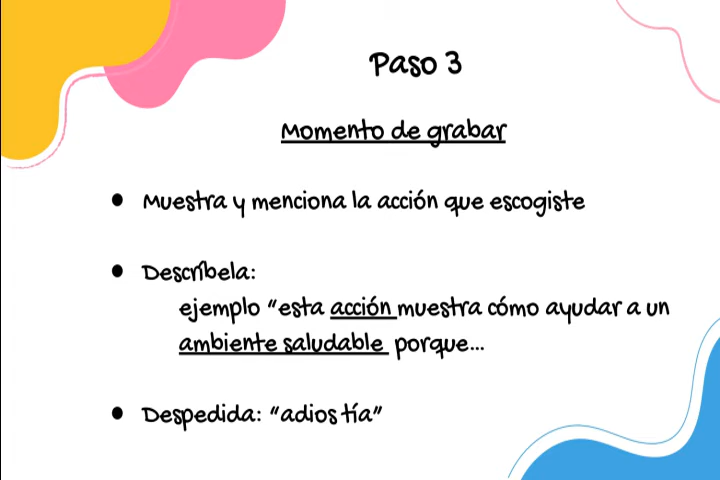 Paso 3
Momento de grabar
• Muestra y menciona la acción que escogiste
• Descríbela:
ejemplo "esta acción muestra cómo ayudar a un
ambiente saludable porque...
• Despedida: "adios tía"